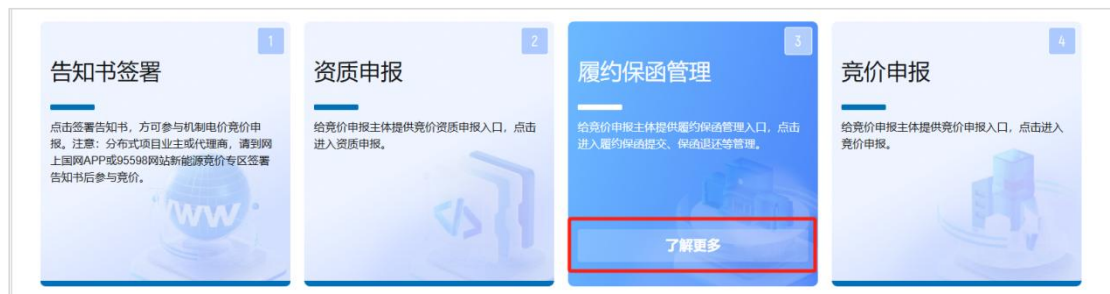 1
告知书签署
点击签署告知书，方可参与机制电价竞价申
报。注意：分布式项目业主或代理商，请到网
上国网APP或95598网站新能源竞价专区签署
告知书后参与竞价。
WWW
2
资质申报
给竞价申报主体提供竞价资质申报入口，点击
进入资质申报。
</>
3
履约保函管理
给竞价申报主体提供履约保函管理入口，点击
进入履约保函提交、保函退还等管理。
了解更多
4
竞价申报
给竞价申报主体提供竞价申报入口，点击进入
竞价申报。